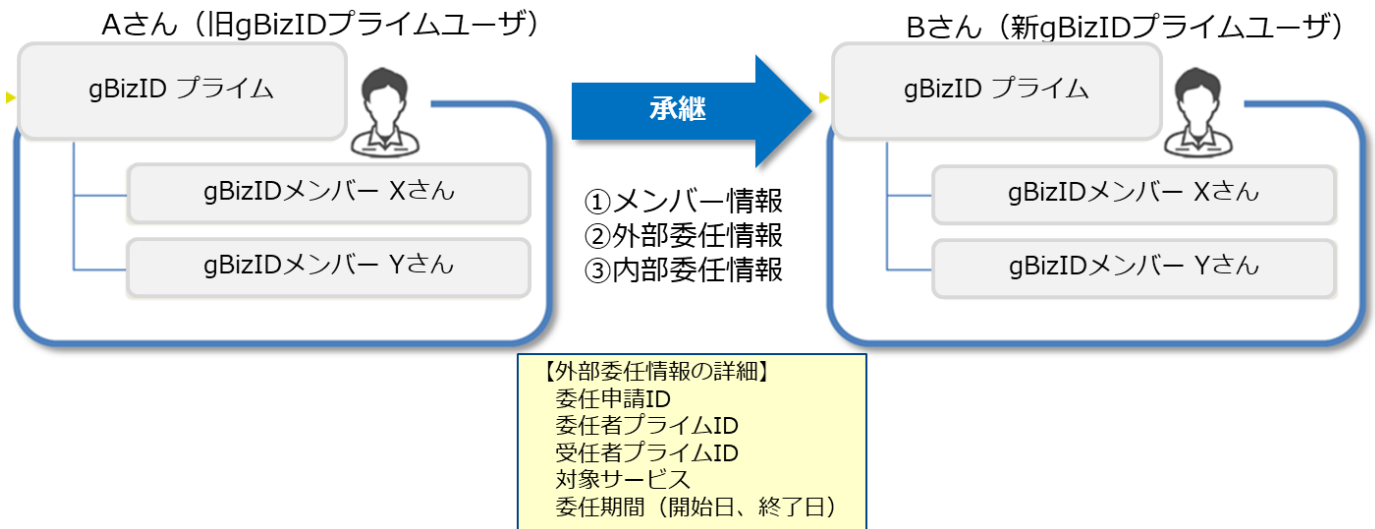 Aさん（旧gBizIDプライムユーザ）
gBizID プライム
gBizIDメンバー Xさん
gBizIDメンバー Yさん
承継
①メンバー情報
②外部委任情報
③内部委任情報
Bさん（新gBizIDプライムユーザ）
gBizID プライム
gBizIDメンバー Xさん
gBizIDメンバー Yさん
【外部委任情報の詳細】
委任申請ID
委任者プライムID
受任者プライムID
対象サービス
委任期間（開始日、終了日）